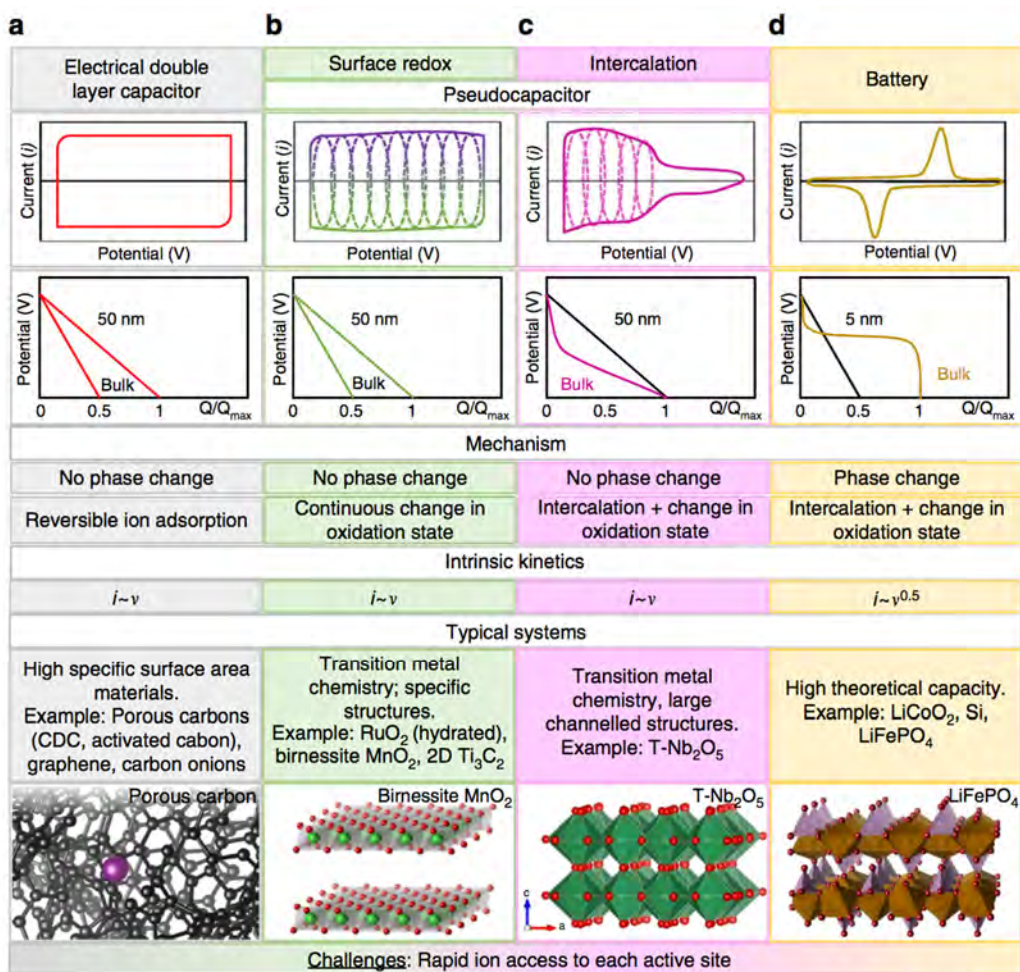 a
b
c
d
Electrical double
layer capacitor
Surface redox
Intercalation
Pseudocapacitor
Battery
Current (i)
Potential (V)
Current (i)
Potential (V)
Current (i)
Potential (V)
Current (i)
Potential (V)
Potential (V)
50 nm
Bulk
0
0.5
1
Q/Qmax
Potential (V)
50 nm
Bulk
0
0.5
1
Q/Qmax
Potential (V)
50 nm
Bulk
0
0.5
1
Q/Qmax
Potential (V)
5 nm
Bulk
0
0.5
1
Q/Qmax
Mechanism
No phase change
No phase change
No phase change
Phase change
Reversible ion adsorption
Continuous change in
oxidation state
Intercalation + change in
oxidation state
Intercalation + change in
oxidation state
Intrinsic kinetics
i~v
i~v
i~v
i~v0.5
Typical systems
High specific surface area
materials.
Example: Porous carbons
(CDC, activated cabon),
graphene, carbon onions
Transition metal
chemistry; specific
structures.
Example: RuO2 (hydrated),
birnessite MnO2, 2D Ti3C2
Transition metal
chemistry, large
channelled structures.
Example: T-Nb2O5
High theoretical capacity.
Example: LiCoO2, Si,
LiFePO4
Porous carbon
Birnessite MnO2
T-Nb2O5
c
a
LiFePO4
Challenges: Rapid ion access to each active site